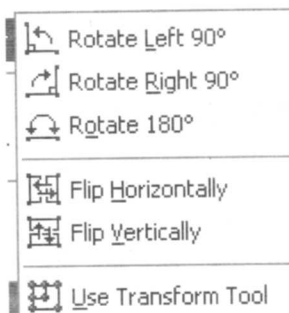 Rotate Left 90°
Rotate Right 90°
Rotate 180°
Flip Horizontally
Flip Vertically
Use Transform Tool